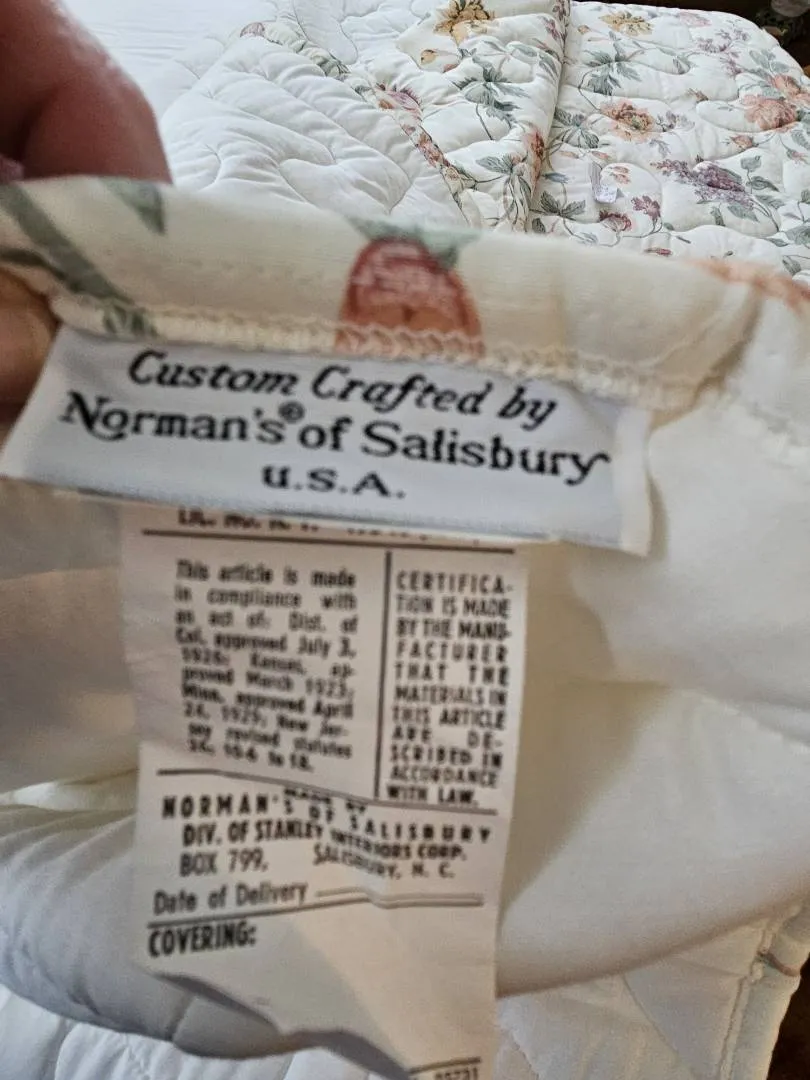 Custom Crafted by
Norman's® of Salisbury
U.S.A.
This article is made
in compliance with
an act of: Dist. of
Col. approved July 3,
1926; Kansas, ap-
proved March 1923;
Minn. approved April
24, 1929; New Jer-
sey revised statutes
26, 10-6 to 18.
CERTIFICA-
TION IS MADE
BY THE MANU-
FACTURER
THAT THE
MATERIALS IN
THIS ARTICLE
ARE DE-
SCRIBED IN
ACCORDANCE
WITH LAW.
MADE BY
NORMAN'S OF SALISBURY
DIV. OF STANLEY INTERIORS CORP.
BOX 799, SALISBURY, N. C.
Date of Delivery
COVERING: